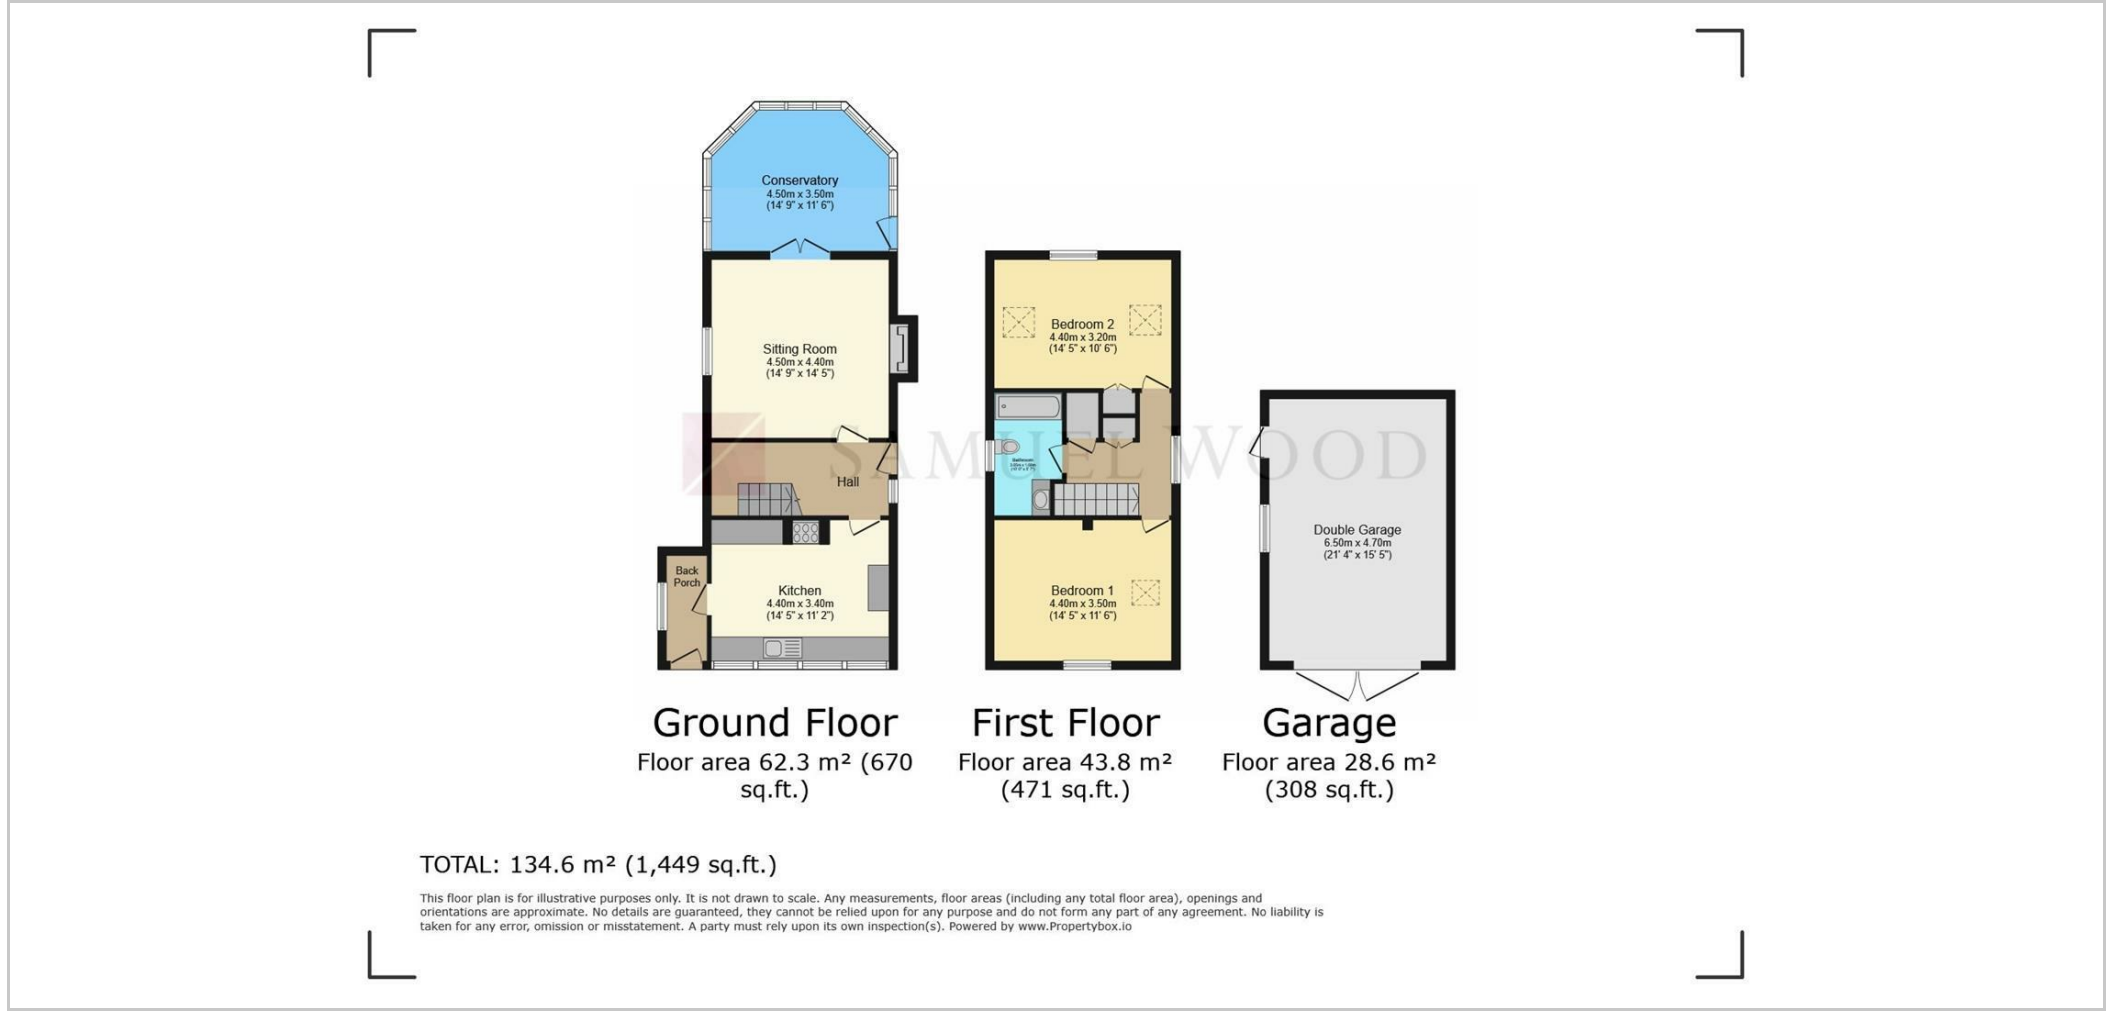 Conservatory
4.50m x 3.50m
(14' 9" x 11' 6")
Sitting Room
4.50m x 4.40m
(14' 9" x 14' 5")
Hall
Back
Porch
Kitchen
4.40m x 3.40m
(14' 5" x 11' 2")
Bedroom 2
4.40m x 3.20m
(14' 5" x 10' 6")
Bathroom
Bedroom 1
4.40m x 3.50m
(14' 5" x 11' 6")
Double Garage
6.50m x 4.70m
(21' 4" x 15' 5")
SAMUEL WOOD
Ground Floor
Floor area 62.3 m² (670
sq.ft.)
First Floor
Floor area 43.8 m²
(471 sq.ft.)
Garage
Floor area 28.6 m²
(308 sq.ft.)
TOTAL: 134.6 m² (1,449 sq.ft.)
This floor plan is for illustrative purposes only. It is not drawn to scale. Any measurements, floor areas (including any total floor area), openings and
orientations are approximate. No details are guaranteed, they cannot be relied upon for any purpose and do not form any part of any agreement. No liability is
taken for any error, omission or misstatement. A party must rely upon its own inspection(s). Powered by www.Propertybox.io